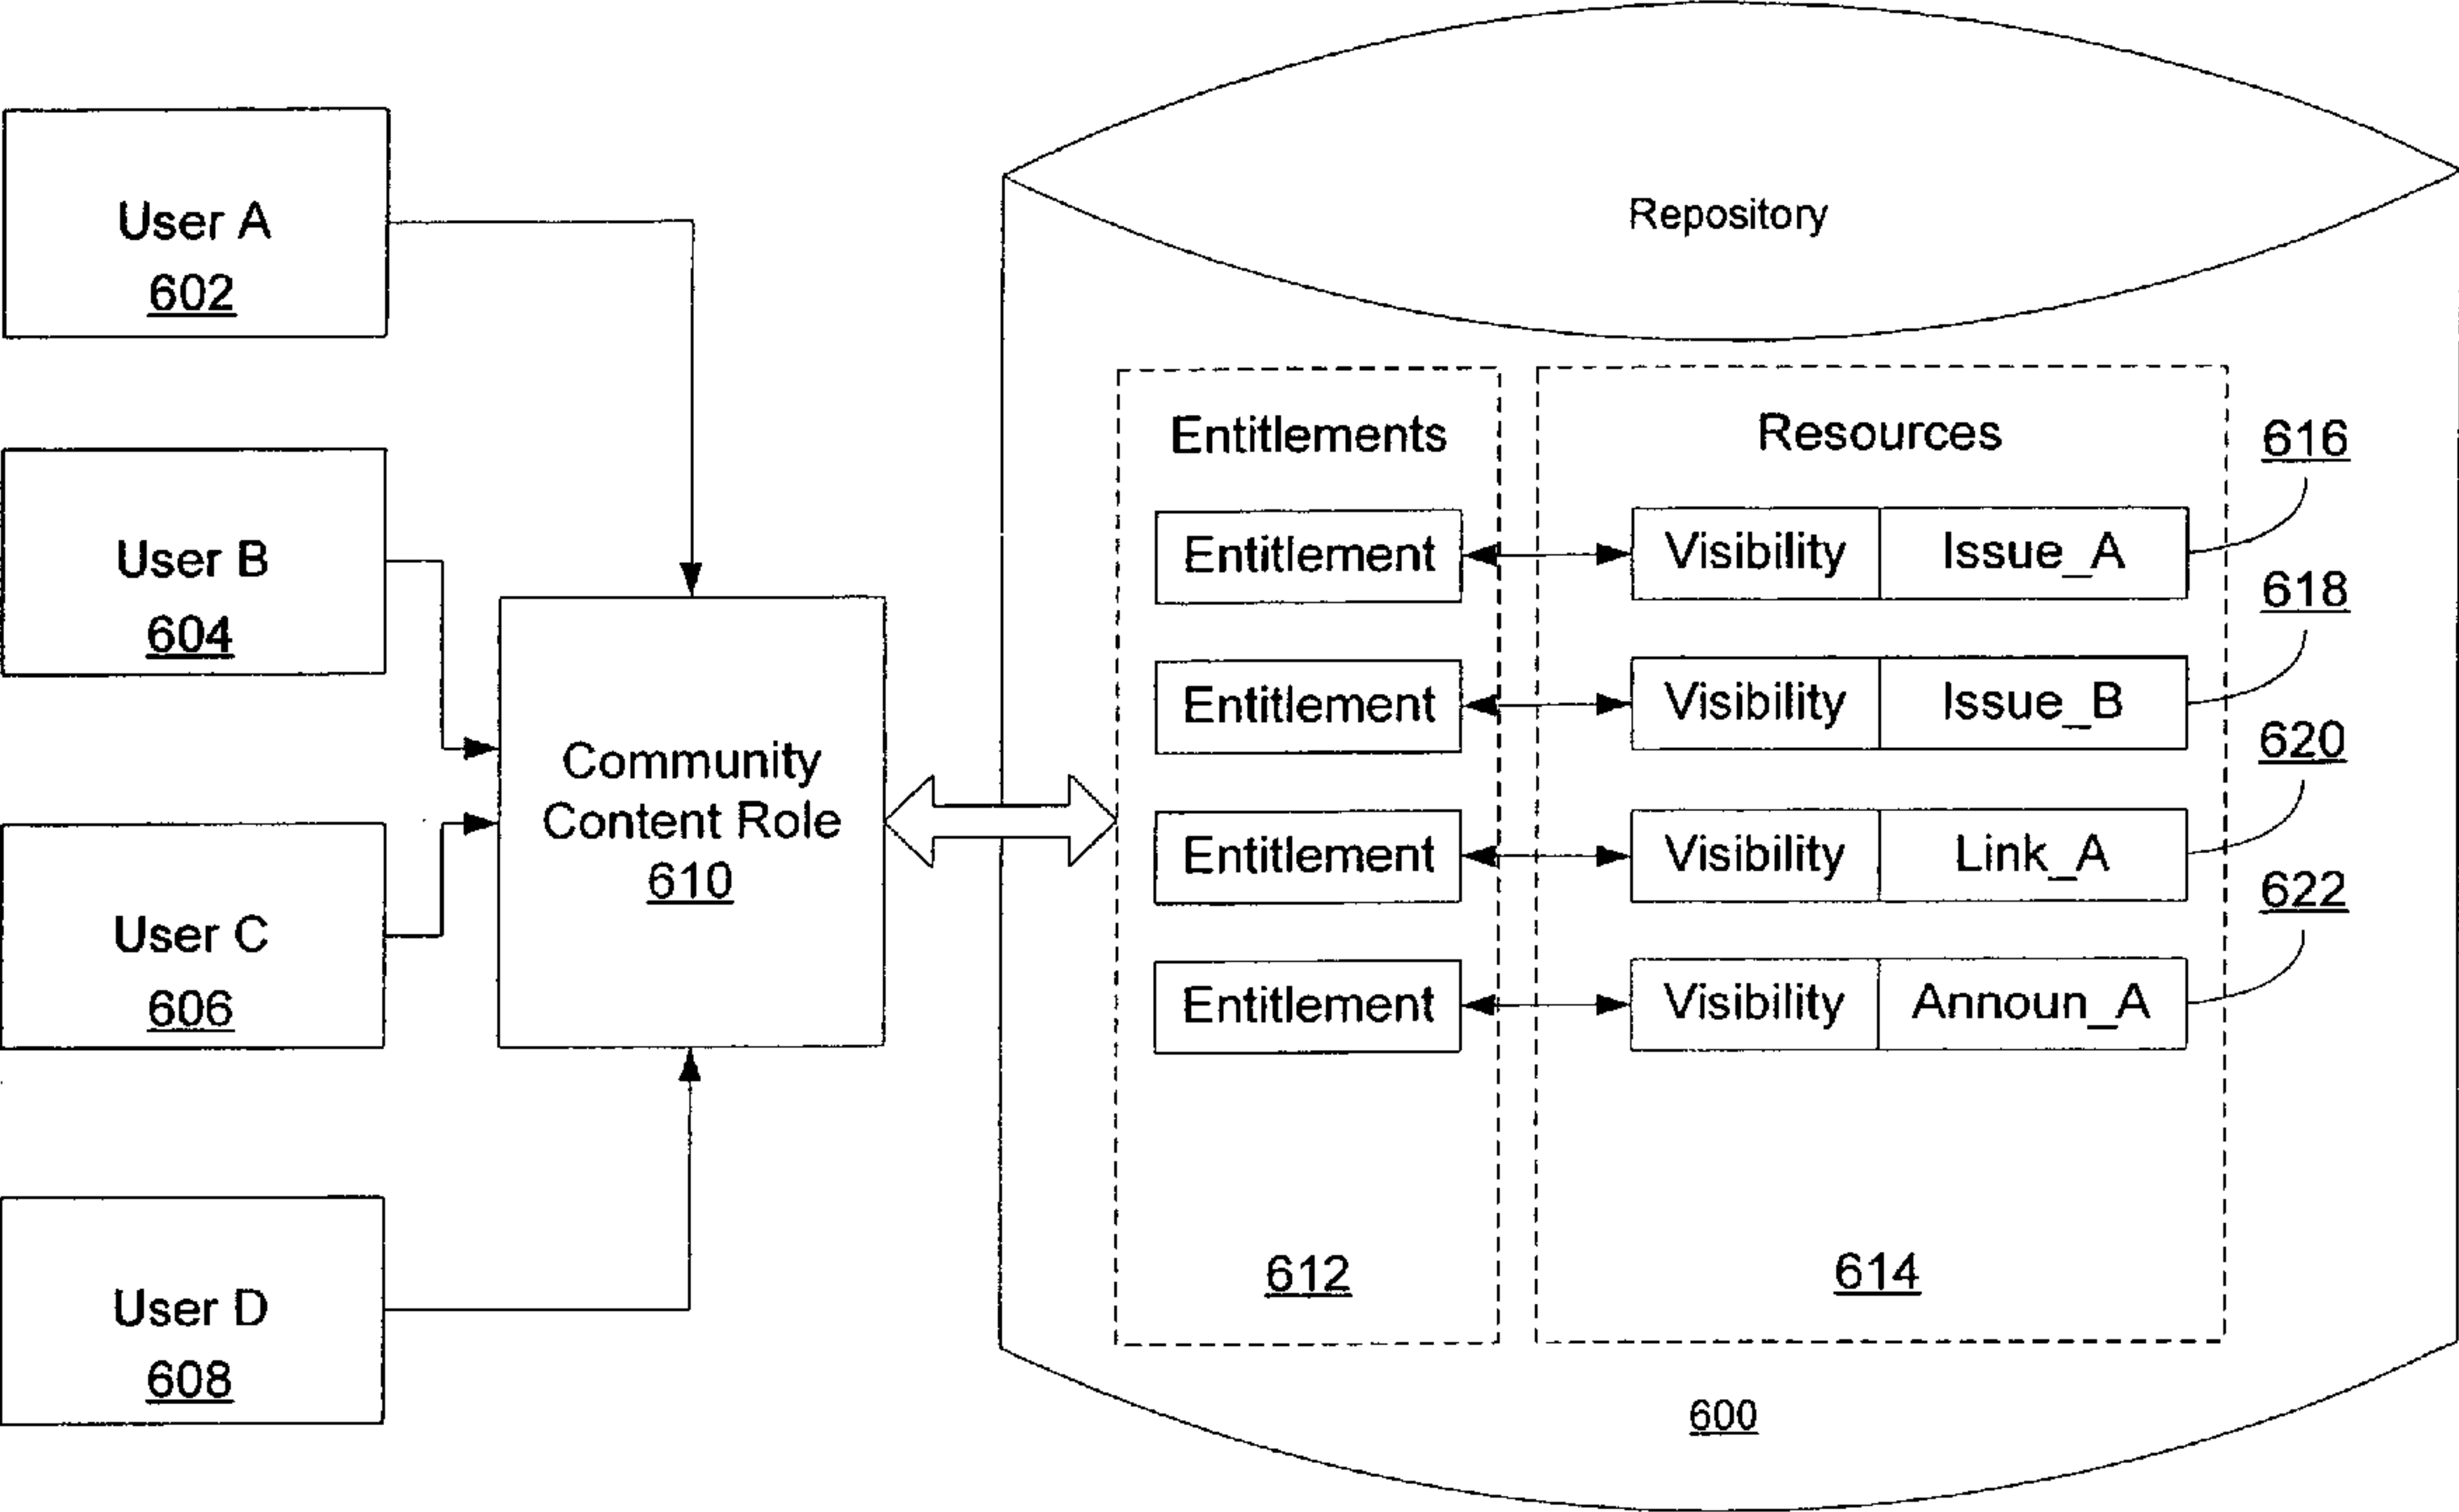 User A
602
User B
604
User C
606
User D
608
Community
Content Role
610
Repository
Entitlements
Entitlement
Entitlement
Entitlement
Entitlement
612
Resources
Visibility Issue_A
Visibility Issue_B
Visibility Link_A
Visibility Announ_A
614
616
618
620
622
600